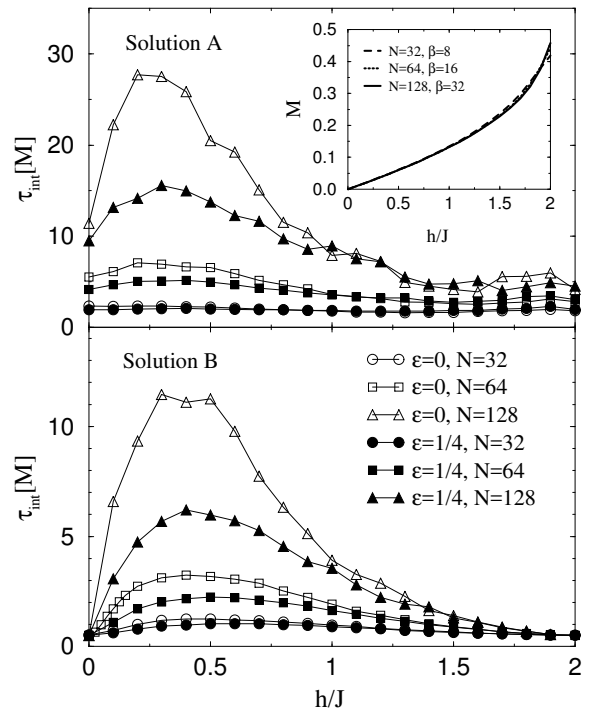 40
Solution A
30
τint[M]
20
10
0
0.5
N=32, β=8
0.4
N=64, β=16
0.3
N=128, β=32
M
0.2
0.1
0.0
0 0.5 1 1.5 2
h/J
Solution B
10
τint[M]
5
0
ε=0, N=32
ε=0, N=64
ε=0, N=128
ε=1/4, N=32
ε=1/4, N=64
ε=1/4, N=128
0 0.5 1 1.5 2
h/J